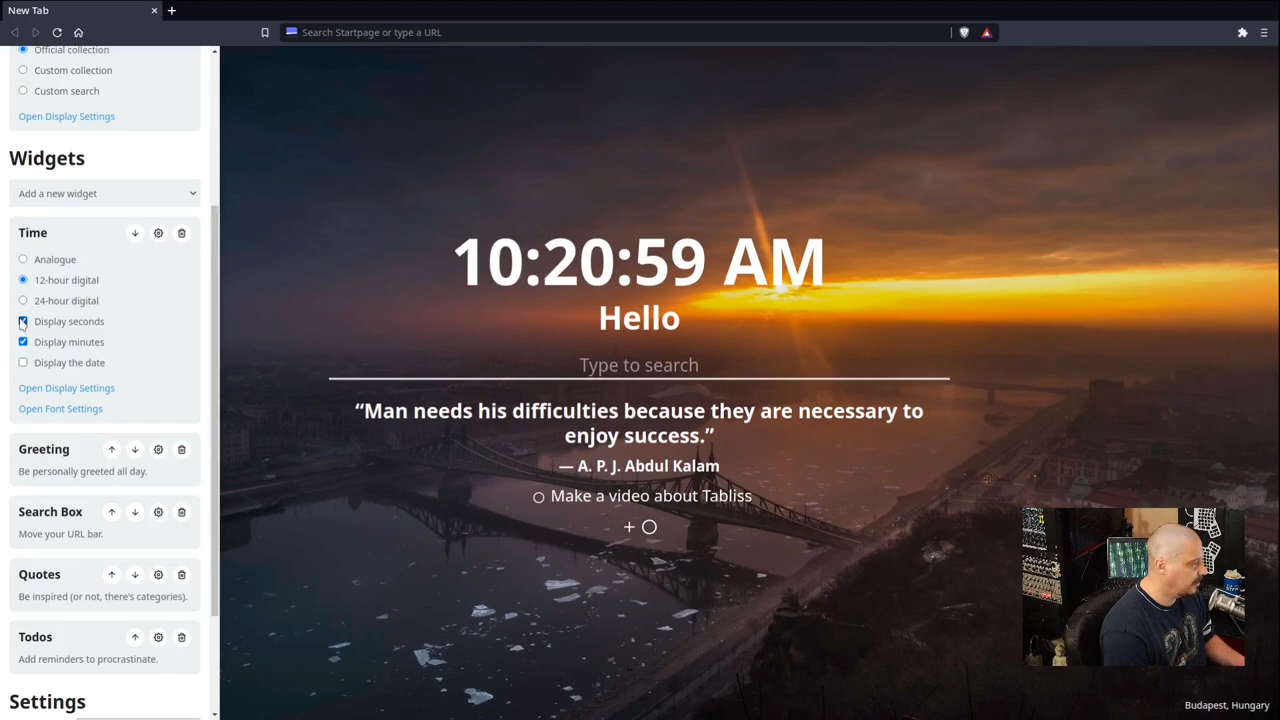 New Tab
Search Startpage or type a URL
Official collection
Custom collection
Custom search
Open Display Settings
Widgets
Add a new widget
Time
Analogue
12-hour digital
24-hour digital
Display seconds
Display minutes
Display the date
Open Display Settings
Open Font Settings
Greeting
Be personally greeted all day.
Search Box
Move your URL bar.
Quotes
Be inspired (or not, there's categories).
Todos
Add reminders to procrastinate.
Settings
10:20:59 AM
Hello
Type to search
“Man needs his difficulties because they are necessary to
enjoy success.”
— A. P. J. Abdul Kalam
Make a video about Tabliss
Budapest, Hungary